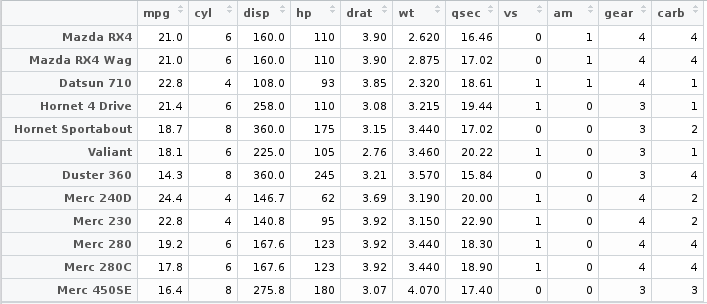 mpg cyl disp hp drat wt qsec vs am gear carb
Mazda RX4 21.0 6 160.0 110 3.90 2.620 16.46 0 1 4 4
Mazda RX4 Wag 21.0 6 160.0 110 3.90 2.875 17.02 0 1 4 4
Datsun 710 22.8 4 108.0 93 3.85 2.320 18.61 1 1 4 1
Hornet 4 Drive 21.4 6 258.0 110 3.08 3.215 19.44 1 0 3 1
Hornet Sportabout 18.7 8 360.0 175 3.15 3.440 17.02 0 0 3 2
Valiant 18.1 6 225.0 105 2.76 3.460 20.22 1 0 3 1
Duster 360 14.3 8 360.0 245 3.21 3.570 15.84 0 0 3 4
Merc 240D 24.4 4 146.7 62 3.69 3.190 20.00 1 0 4 2
Merc 230 22.8 4 140.8 95 3.92 3.150 22.90 1 0 4 2
Merc 280 19.2 6 167.6 123 3.92 3.440 18.30 1 0 4 4
Merc 280C 17.8 6 167.6 123 3.92 3.440 18.90 1 0 4 4
Merc 450SE 16.4 8 275.8 180 3.07 4.070 17.40 0 0 3 3